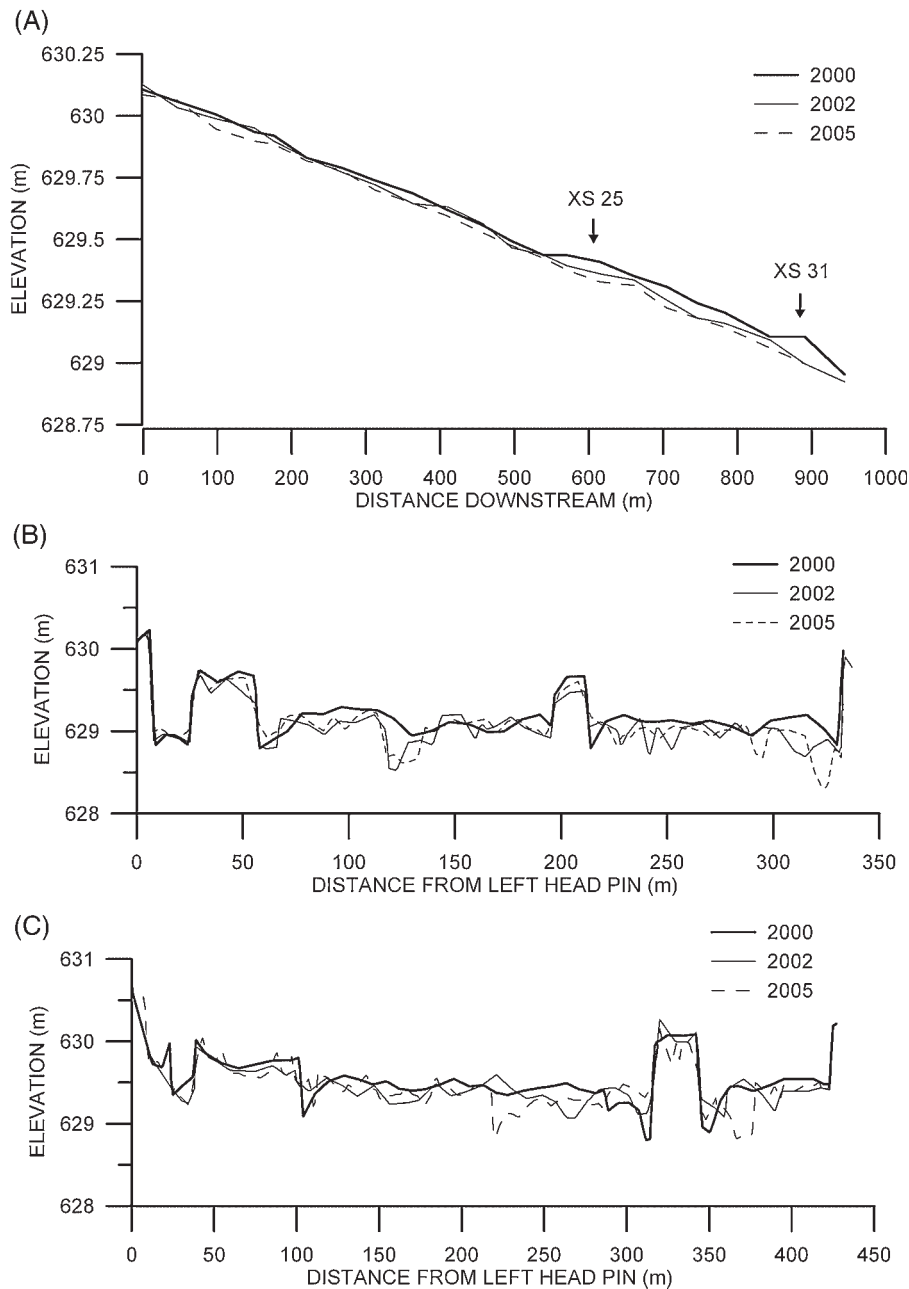 (A)
630.25
630
629.75
629.5
629.25
629
628.75
ELEVATION (m)
2000
2002
2005
XS 25
XS 31
0 100 200 300 400 500 600 700 800 900 1000
DISTANCE DOWNSTREAM (m)
(B)
631
630
629
628
ELEVATION (m)
2000
2002
2005
0 50 100 150 200 250 300 350
DISTANCE FROM LEFT HEAD PIN (m)
(C)
631
630
629
628
ELEVATION (m)
2000
2002
2005
0 50 100 150 200 250 300 350 400 450
DISTANCE FROM LEFT HEAD PIN (m)